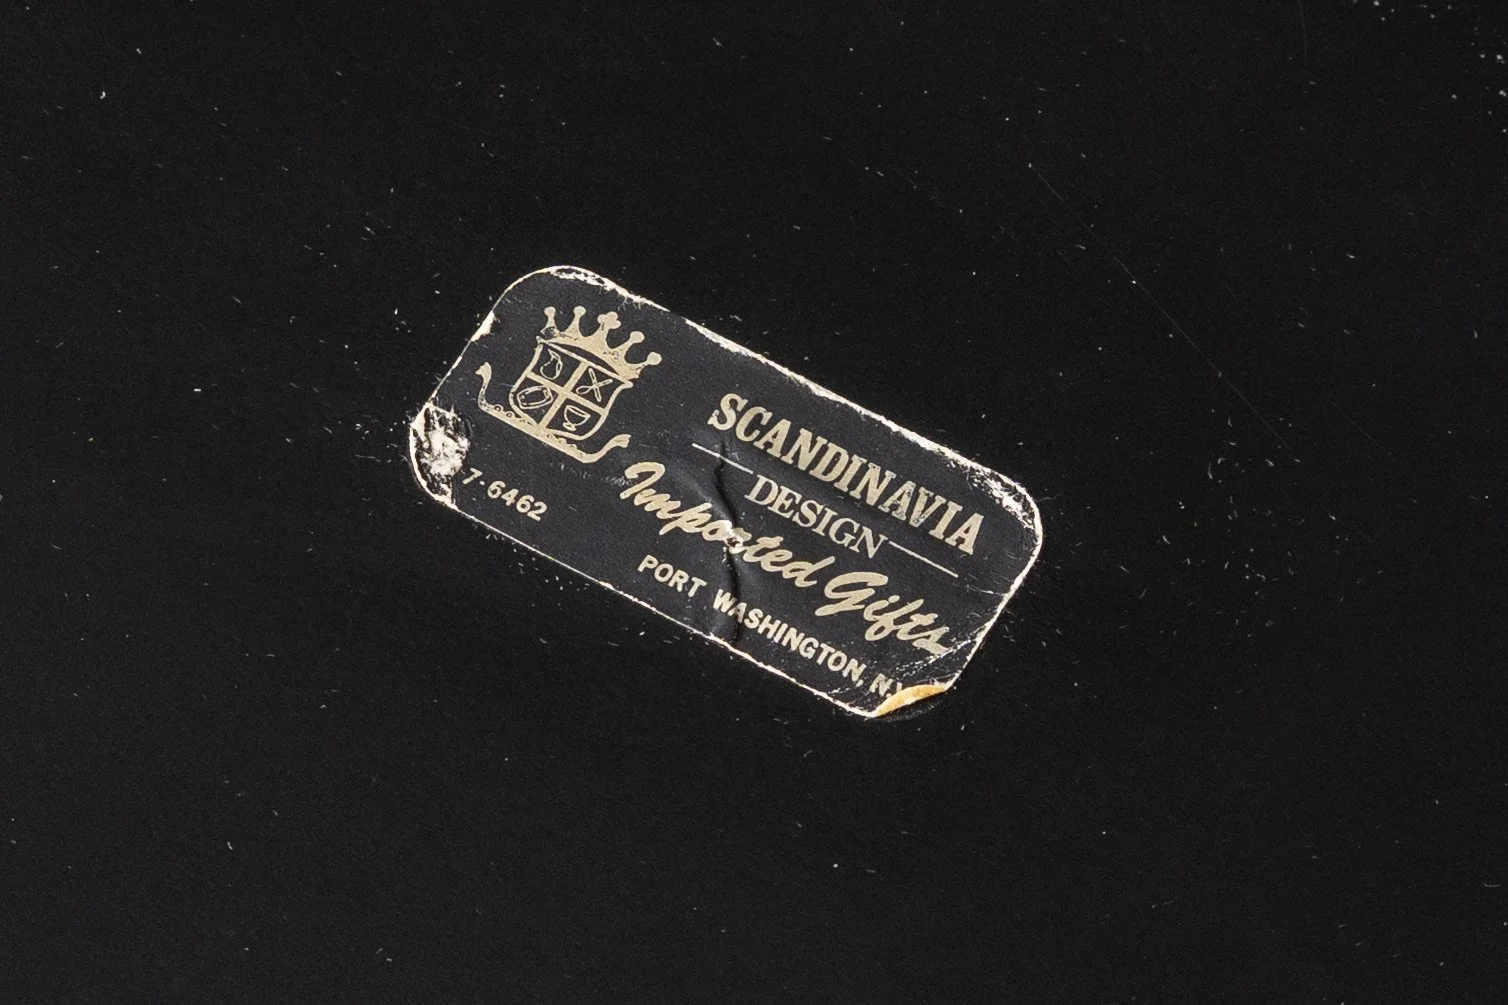 SCANDINAVIA
DESIGN
Imported Gifts
PORT WASHINGTON, N.Y
7-6462